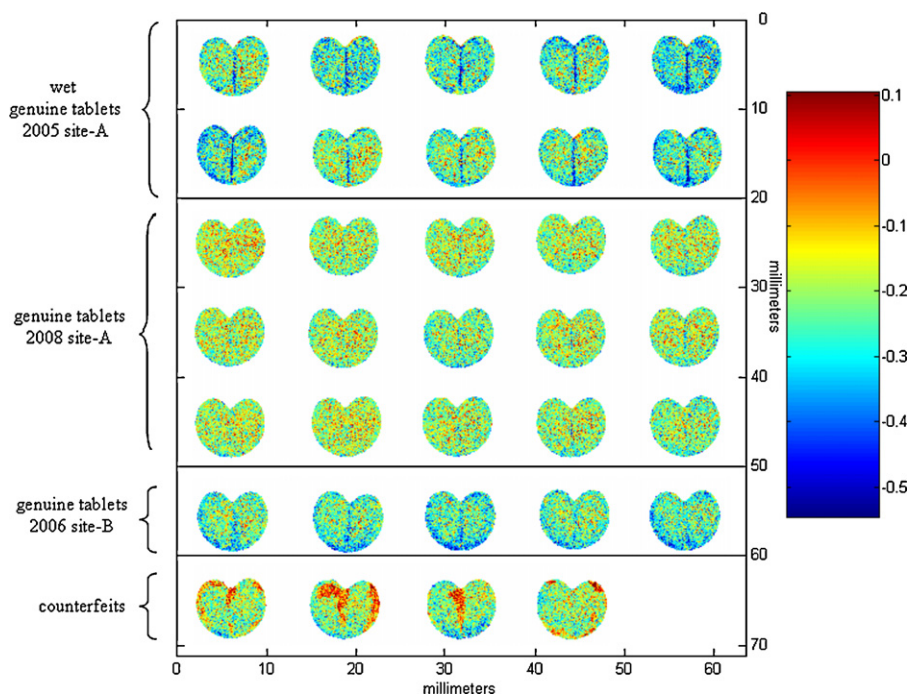 wet
genuine tablets
2005 site-A
genuine tablets
2008 site-A
genuine tablets
2006 site-B
counterfeits
0
10
20
30
40
50
60
70
millimeters
0 10 20 30 40 50 60
millimeters
0.1
0
-0.1
-0.2
-0.3
-0.4
-0.5